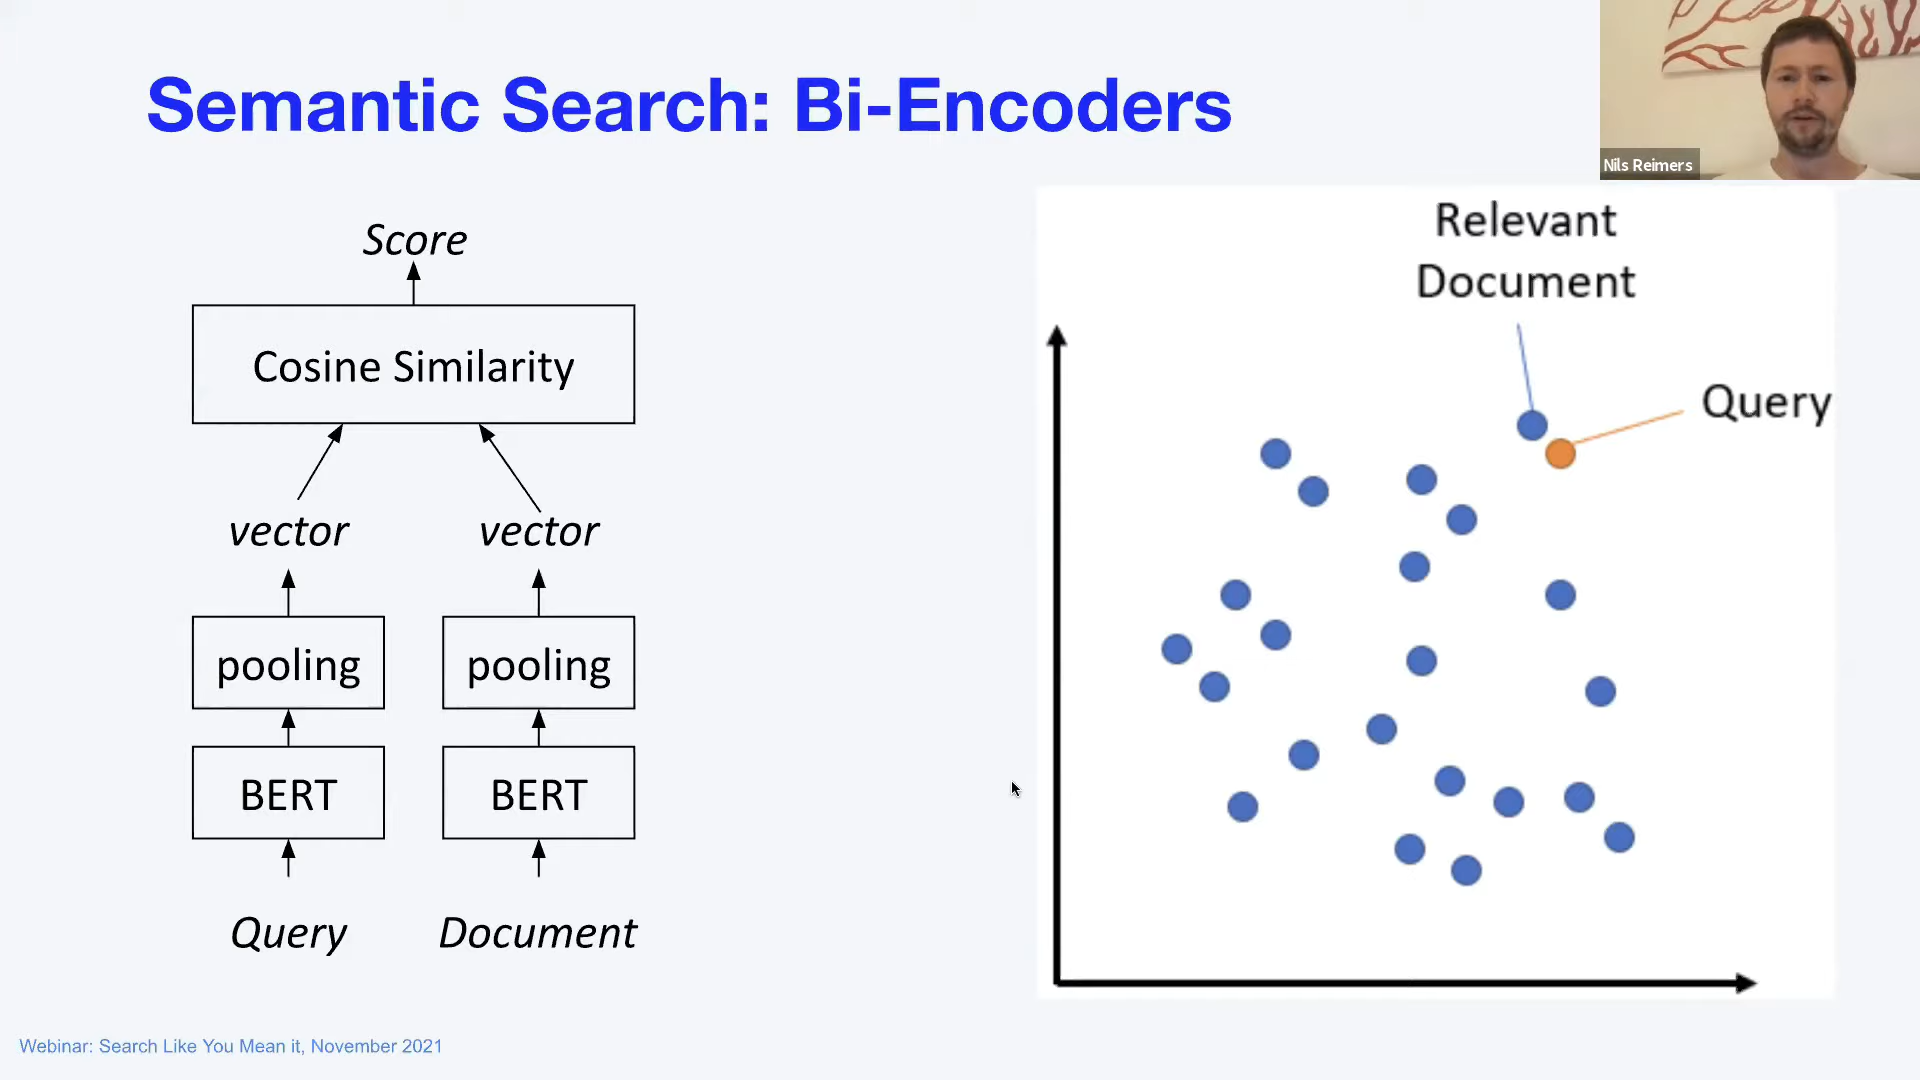 Semantic Search: Bi-Encoders
Nils Reimers
Score
Cosine Similarity
vector vector
pooling pooling
BERT BERT
Query Document
Relevant
Document
Query
Webinar: Search Like You Mean it, November 2021